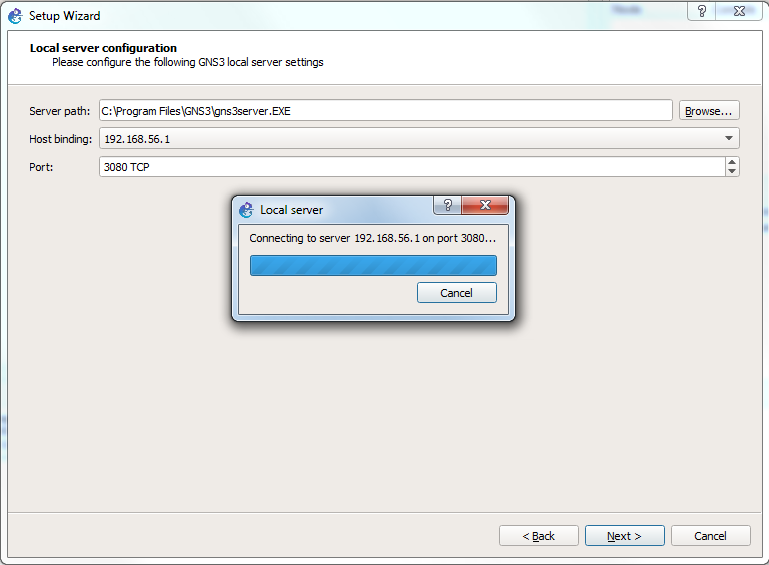 Setup Wizard
Local server configuration
Please configure the following GNS3 local server settings
Server path: C:\Program Files\GNS3\gns3server.EXE Browse...
Host binding: 192.168.56.1
Port: 3080 TCP
Local server
Connecting to server 192.168.56.1 on port 3080...
Cancel
< Back Next > Cancel